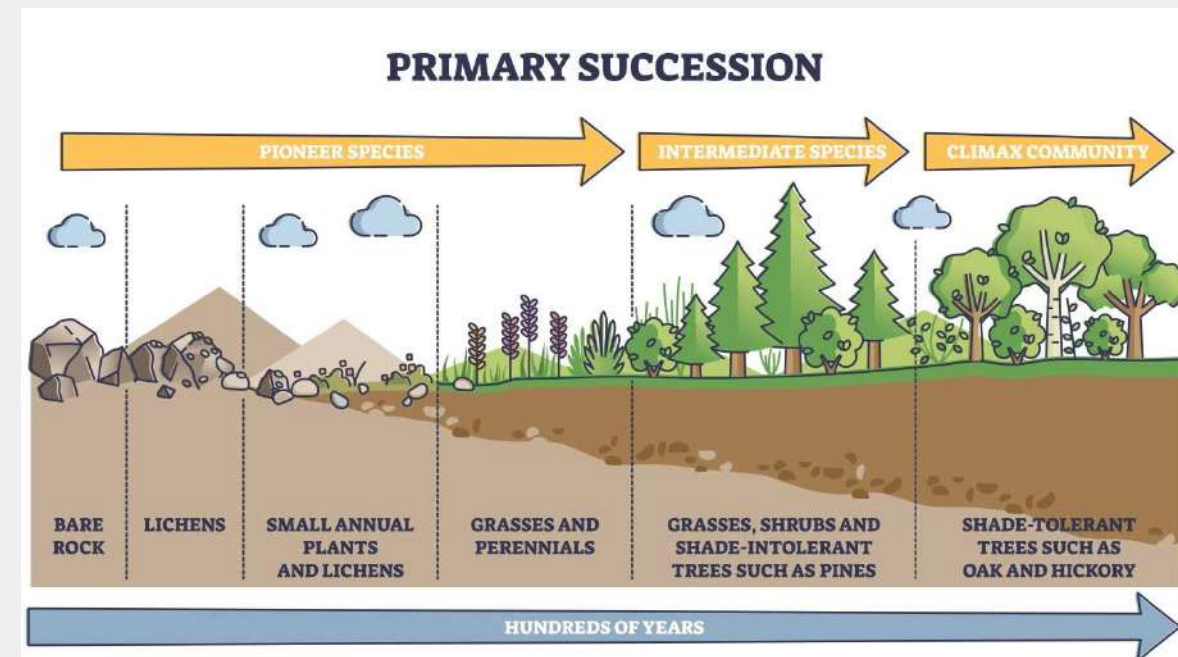 PRIMARY SUCCESSION
PIONEER SPECIES
INTERMEDIATE SPECIES
CLIMAX COMMUNITY
BARE
ROCK
LICHENS
SMALL ANNUAL
PLANTS
AND LICHENS
GRASSES AND
PERENNIALS
GRASSES, SHRUBS AND
SHADE-INTOLERANT
TREES SUCH AS PINES
SHADE-TOLERANT
TREES SUCH AS
OAK AND HICKORY
HUNDREDS OF YEARS